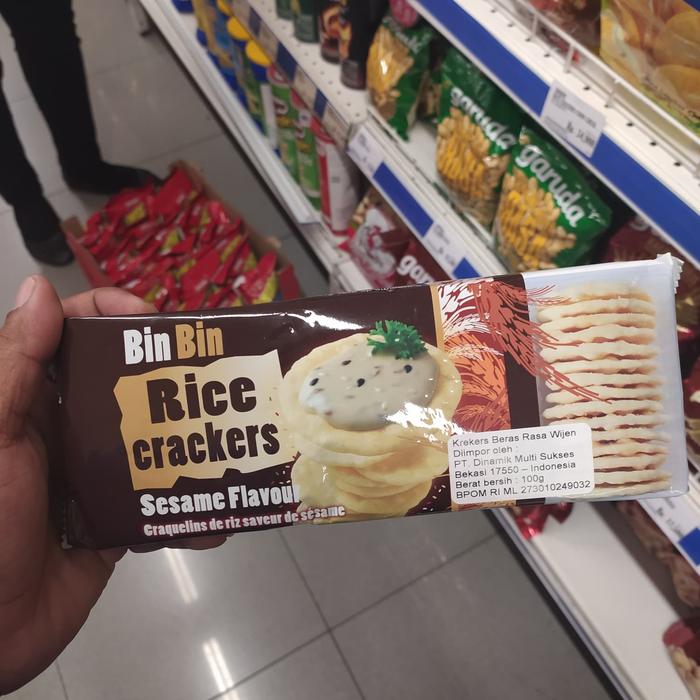 Bin Bin
Rice
crackers
Sesame Flavour
Craquelins de riz saveur de sésame
Krekers Beras Rasa Wijen
Diimpor oleh :
PT. Dinamik Multi Sukses
Bekasi 17550 – Indonesia
Berat bersih : 100g
BPOM RI ML 273010249032
garuda
garuda